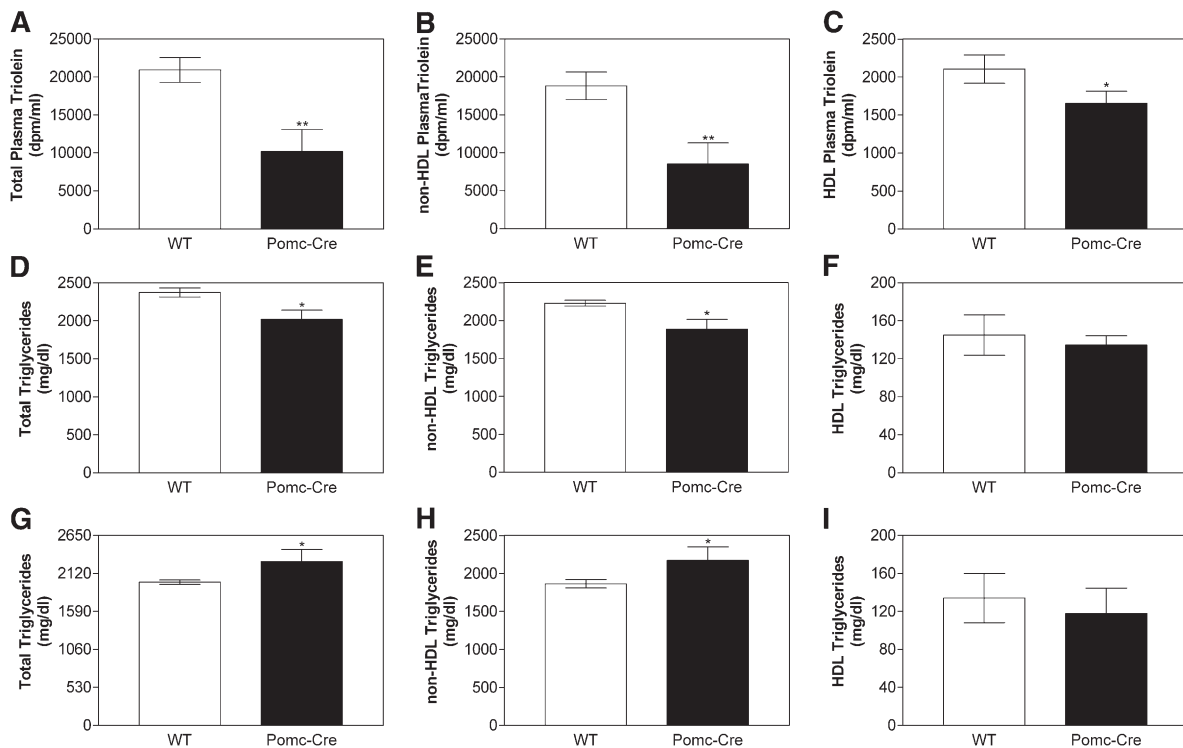 A
Total Plasma Triolein
(dpm/ml)
25000
20000
15000
10000
5000
0
**
WT
Pomc-Cre
B
non-HDL PlasmaTriolein
(dpm/ml)
25000
20000
15000
10000
5000
0
**
WT
Pomc-Cre
C
HDL Plasma Triolein
(dpm/ml)
2500
2000
1500
1000
500
0
*
WT
Pomc-Cre
D
Total Triglycerides
(mg/dl)
2500
2000
1500
1000
500
0
*
WT
Pomc-Cre
E
non-HDL Triglycerides
(mg/dl)
2500
2000
1500
1000
500
0
*
WT
Pomc-Cre
F
HDL Triglycerides
(mg/dl)
200
160
120
80
40
0
WT
Pomc-Cre
G
Total Triglycerides
(mg/dl)
2650
2120
1590
1060
530
0
*
WT
Pomc-Cre
H
non-HDL Triglycerides
(mg/dl)
2500
2000
1500
1000
500
0
*
WT
Pomc-Cre
I
HDL Triglycerides
(mg/dl)
200
160
120
80
40
0
WT
Pomc-Cre